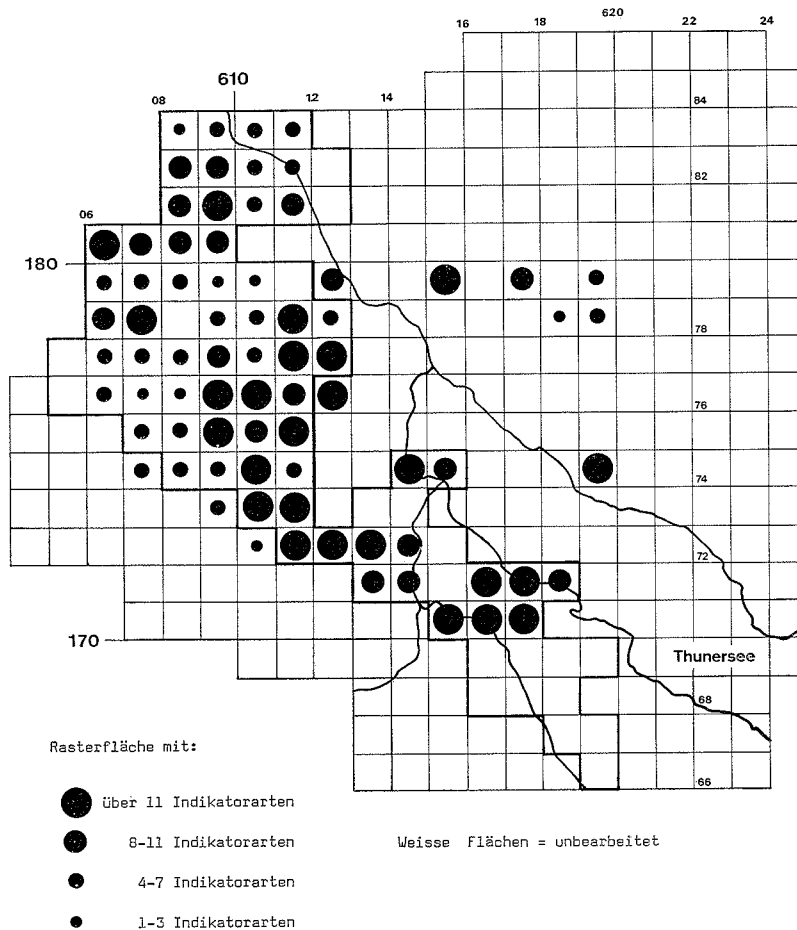 16 18 620 22 24
610
08 12 14 84
82
06
180
78
76
74
72
170
Thunersee
68
66
Rasterfläche mit:
über 11 Indikatorarten
8-11 Indikatorarten
Weisse Flächen = unbearbeitet
4-7 Indikatorarten
1-3 Indikatorarten